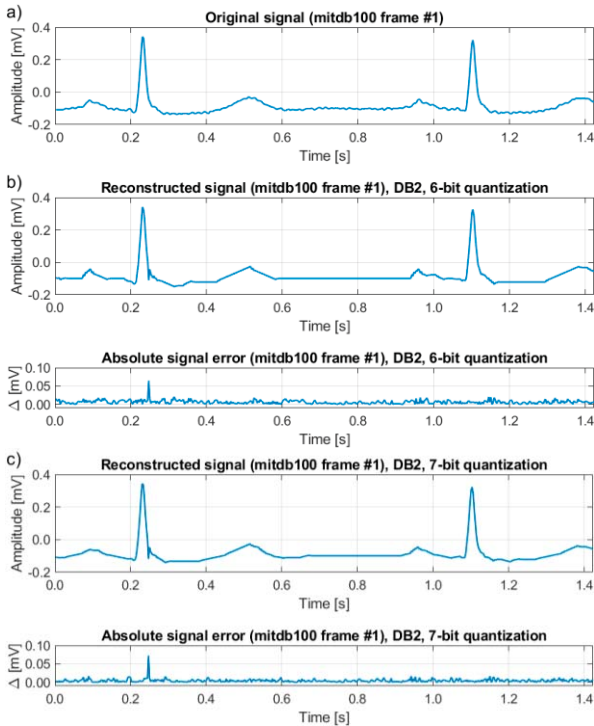 a)
Original signal (mitdb100 frame #1)
Amplitude [mV]
0.4
0.2
0.0
-0.2
0.0 0.2 0.4 0.6 0.8 1.0 1.2 1.4
Time [s]
b)
Reconstructed signal (mitdb100 frame #1), DB2, 6-bit quantization
Amplitude [mV]
0.4
0.2
0.0
-0.2
0.0 0.2 0.4 0.6 0.8 1.0 1.2 1.4
Time [s]
Absolute signal error (mitdb100 frame #1), DB2, 6-bit quantization
Δ [mV]
0.10
0.05
0.00
0.0 0.2 0.4 0.6 0.8 1.0 1.2 1.4
Time [s]
c)
Reconstructed signal (mitdb100 frame #1), DB2, 7-bit quantization
Amplitude [mV]
0.4
0.2
0.0
-0.2
0.0 0.2 0.4 0.6 0.8 1.0 1.2 1.4
Time [s]
Absolute signal error (mitdb100 frame #1), DB2, 7-bit quantization
Δ [mV]
0.10
0.05
0.00
0.0 0.2 0.4 0.6 0.8 1.0 1.2 1.4
Time [s]